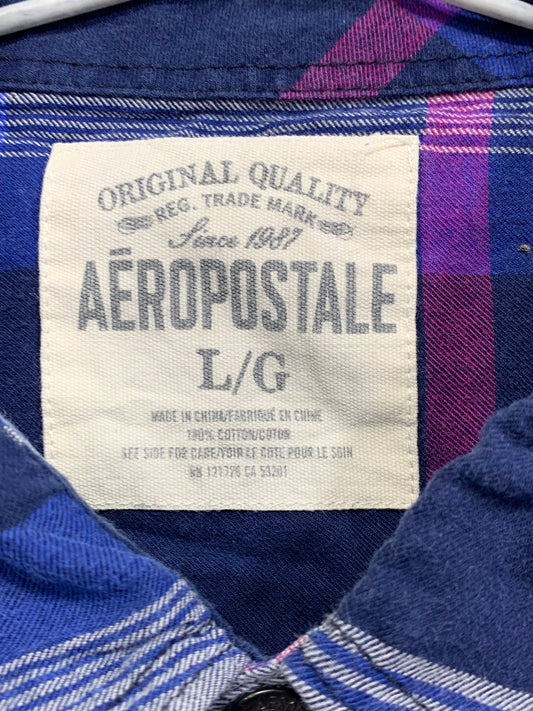 ORIGINAL QUALITY
REG. TRADE MARK
Since 1987
AÉROPOSTALE
L/G
MADE IN CHINA/FABRIQUÉ EN CHINE
100% COTTON/COTON
SEE SIDE FOR CARE/VOIR LE COTE POUR LE SOIN
RN 121726 CA 53201